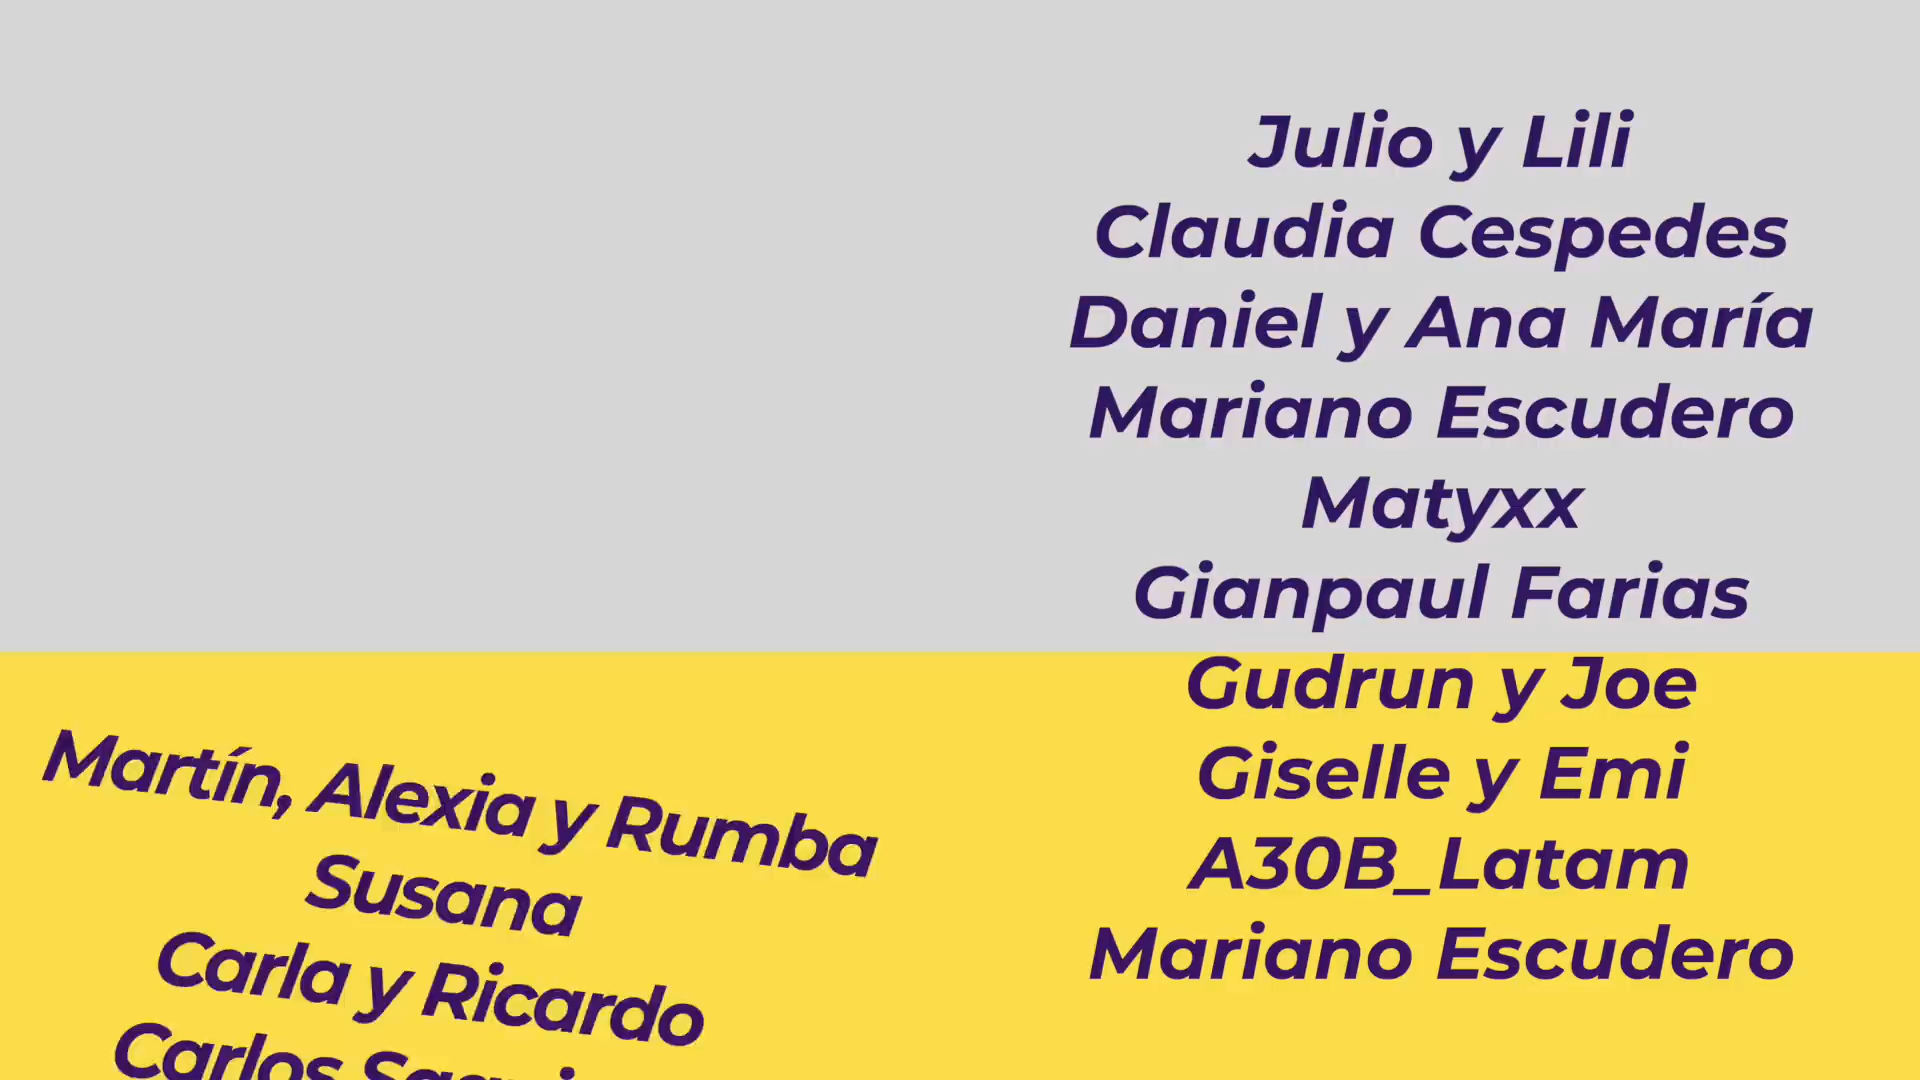 Martín, Alexia y Rumba
Susana
Carla y Ricardo
Carlos
Julio y Lili
Claudia Cespedes
Daniel y Ana María
Mariano Escudero
Matyxx
Gianpaul Farias
Gudrun y Joe
Giselle y Emi
A30B_Latam
Mariano Escudero